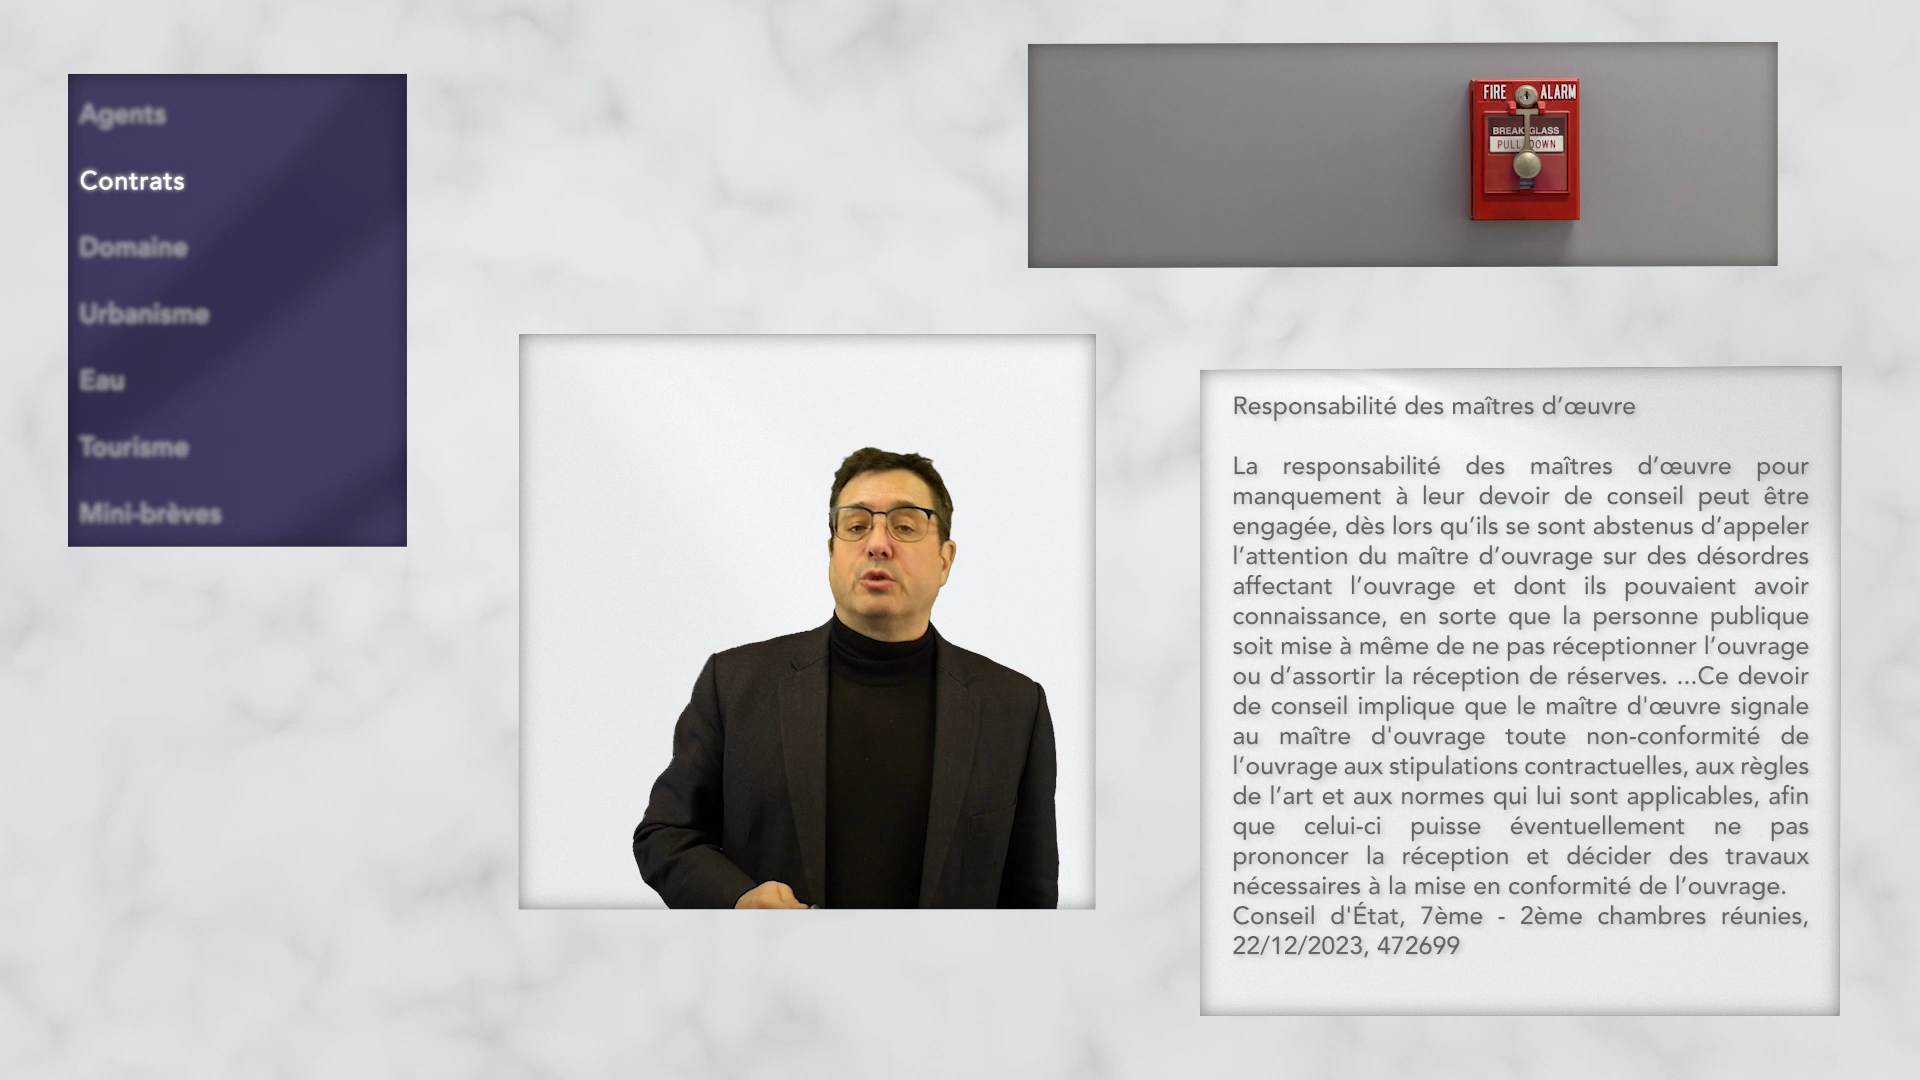 Agents
Contrats
Domaine
Urbanisme
Eau
Tourisme
Mini-brèves
FIRE ALARM
BREAK GLASS
PULL DOWN
Responsabilité des maîtres d’œuvre
La responsabilité des maîtres d’œuvre pour
manquement à leur devoir de conseil peut être
engagée, dès lors qu’ils se sont abstenus d’appeler
l’attention du maître d’ouvrage sur des désordres
affectant l’ouvrage et dont ils pouvaient avoir
connaissance, en sorte que la personne publique
soit mise à même de ne pas réceptionner l’ouvrage
ou d’assortir la réception de réserves. ...Ce devoir
de conseil implique que le maître d'œuvre signale
au maître d'ouvrage toute non-conformité de
l’ouvrage aux stipulations contractuelles, aux règles
de l’art et aux normes qui lui sont applicables, afin
que celui-ci puisse éventuellement ne pas
prononcer la réception et décider des travaux
nécessaires à la mise en conformité de l’ouvrage.
Conseil d'État, 7ème - 2ème chambres réunies,
22/12/2023, 472699